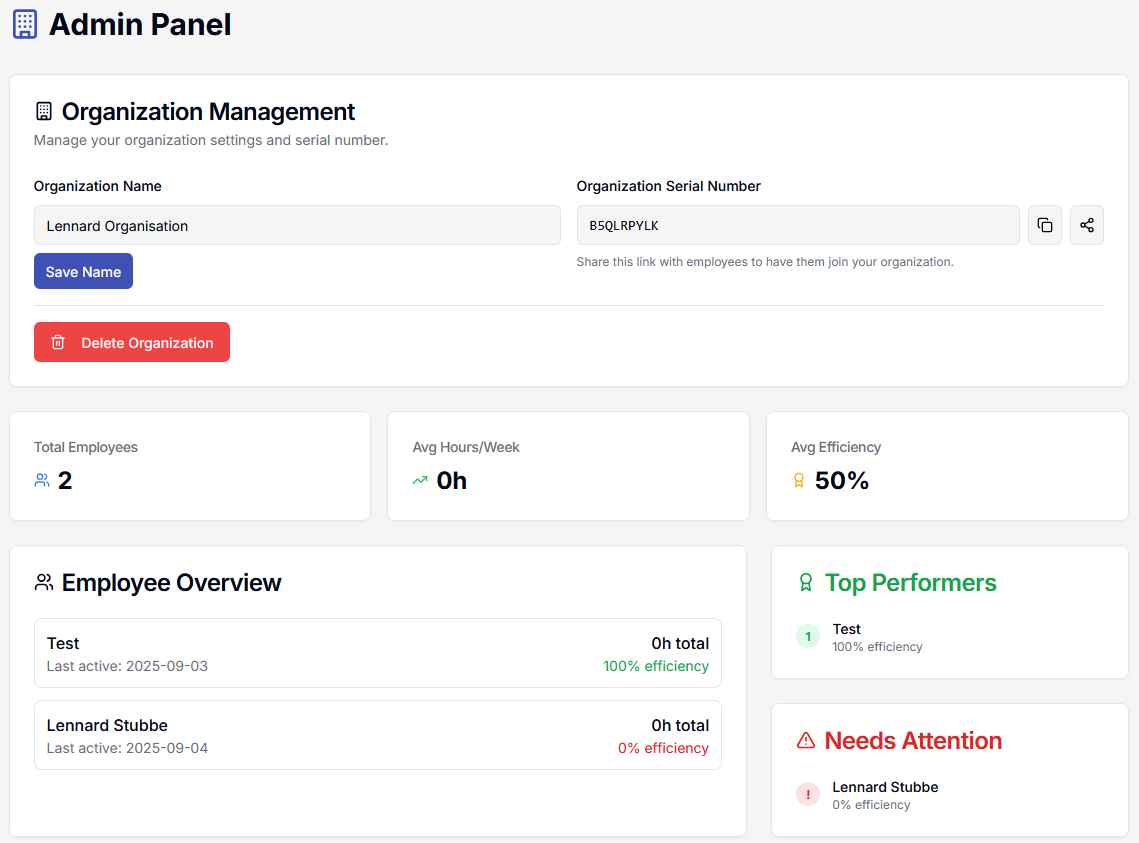 Admin Panel
Organization Management
Manage your organization settings and serial number.
Organization Name
Lennard Organisation
Save Name
Organization Serial Number
B5QLRPYLK
Share this link with employees to have them join your organization.
Delete Organization
Total Employees
2
Avg Hours/Week
0h
Avg Efficiency
50%
Employee Overview
Test
0h total
Last active: 2025-09-03
100% efficiency
Lennard Stubbe
0h total
Last active: 2025-09-04
0% efficiency
Top Performers
1
Test
100% efficiency
Needs Attention
!
Lennard Stubbe
0% efficiency